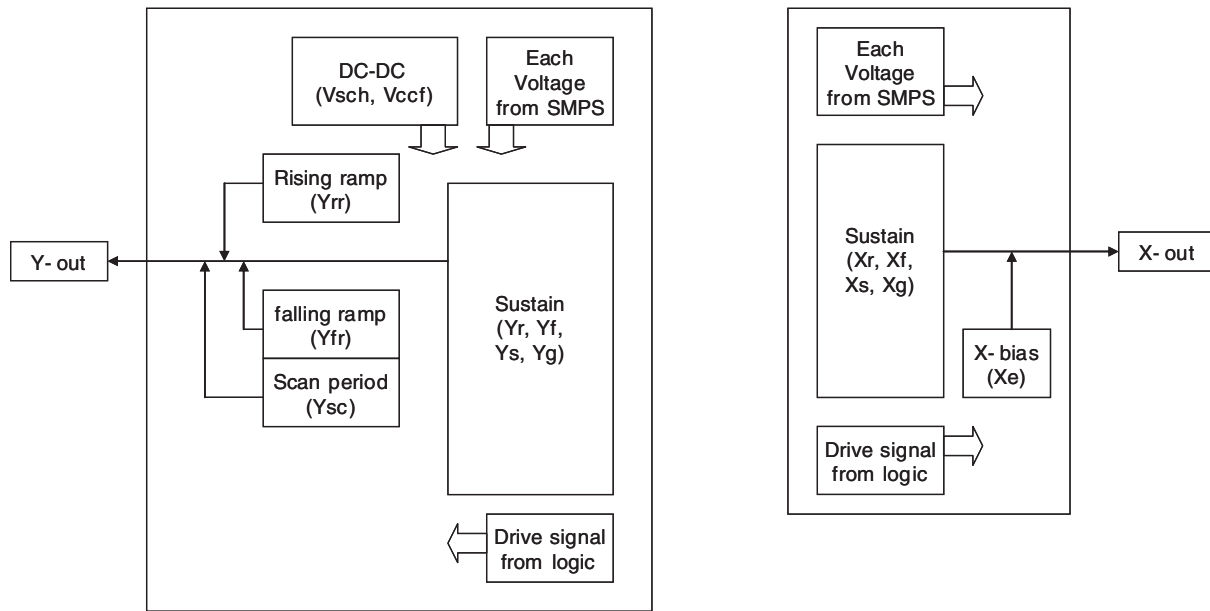 DC-DC
(Vsch, Vccf)
Each
Voltage
from SMPS
Rising ramp
(Yrr)
Y- out
falling ramp
(Yfr)
Scan period
(Ysc)
Sustain
(Yr, Yf,
Ys, Yg)
Drive signal
from logic
Each
Voltage
from SMPS
Sustain
(Xr, Xf,
Xs, Xg)
X- out
X- bias
(Xe)
Drive signal
from logic